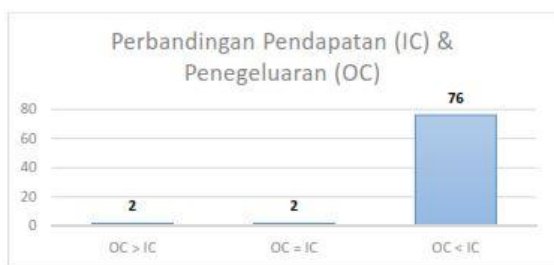 Perbandingan Pendapatan (IC) &
Penegeluaran (OC)
80
60
40
20
0
2
2
76
OC > IC
OC = IC
OC < IC